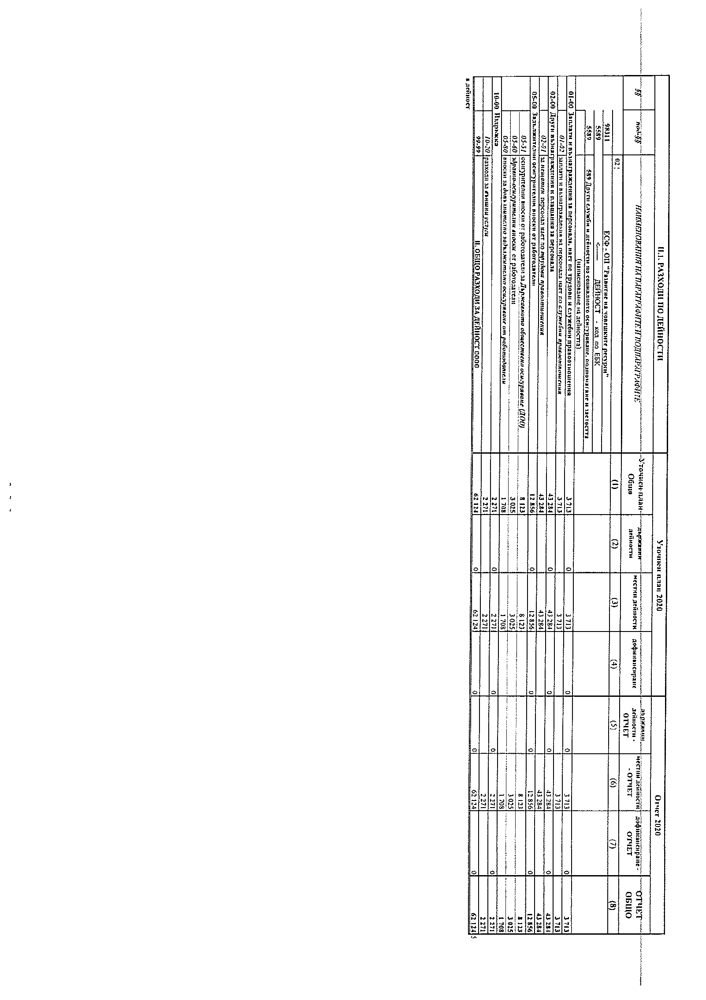 II.1. РАЗХОДИ ПО ДЕЙНОСТИ Уточнен план 2020 Отчет 2020
§§ под-§§ НАИМЕНОВАНИЯ НА ПАРАГРАФИТЕ И ПОДПАРАГРАФИТЕ Уточнен план Общо държавни дейности местни дейности дофинансиране държавни дейности - ОТЧЕТ местни дейности - ОТЧЕТ дофинансиране - ОТЧЕТ ОТЧЕТ ОБЩО
02 (1) (2) (3) (4) (5) (6) (7) (8)
98311 ЕСФ - ОП "Развитие на човешките ресурси"
5589 <----- ДЕЙНОСТ - код по ЕБК
5589 589 Други служби и дейности по социалното осигуряване, подпомагане и заетостта
(наименование на дейността)
01-00 Заплати и възнаграждения за персонала, нает по трудови и служебни правоотношения 3 713 0 3 713 0 0 3 713 0 3 713
01-02 заплати и възнаграждения на персонала нает по служебни правоотношения 3 713 3 713 3 713 3 713
02-00 Други възнаграждения и плащания за персонала 43 284 0 43 284 0 0 43 284 0 43 284
02-01 за нещатен персонал нает по трудови правоотношения 43 284 43 284 43 284 43 284
05-00 Задължителни осигурителни вноски от работодатели 12 856 0 12 856 0 0 12 856 0 12 856
05-51 осигурителни вноски от работодатели за Държавното обществено осигуряване (ДОО) 8 123 8 123 8 123 8 123
05-60 здравно-осигурителни вноски от работодатели 3 025 3 025 3 025 3 025
05-80 вноски за допълнително задължително осигуряване от работодатели 1 708 1 708 1 708 1 708
10-00 Издръжка 2 271 0 2 271 0 0 2 271 0 2 271
10-20 разходи за външни услуги 2 271 2 271 2 271 2 271
99-99 II. ОБЩО РАЗХОДИ ЗА ДЕЙНОСТ 0000 62 124 0 62 124 0 0 62 124 0 62 124 5
а дейност